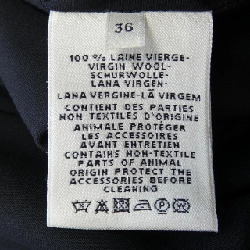 36
100 % LAINE VIERGE-
VIRGIN WOOL-
SCHURWOLLE-
LANA VIRGEN-
LANA VERGINE-LÃ VIRGEM
CONTIENT DES PARTIES
NON TEXTILES D'ORIGINE
ANIMALE PROTÉGER
LES ACCESSOIRES
AVANT ENTRETIEN
CONTAINS NON-TEXTILE
PARTS OF ANIMAL
ORIGIN PROTECT THE
ACCESSORIES BEFORE
CLEANING